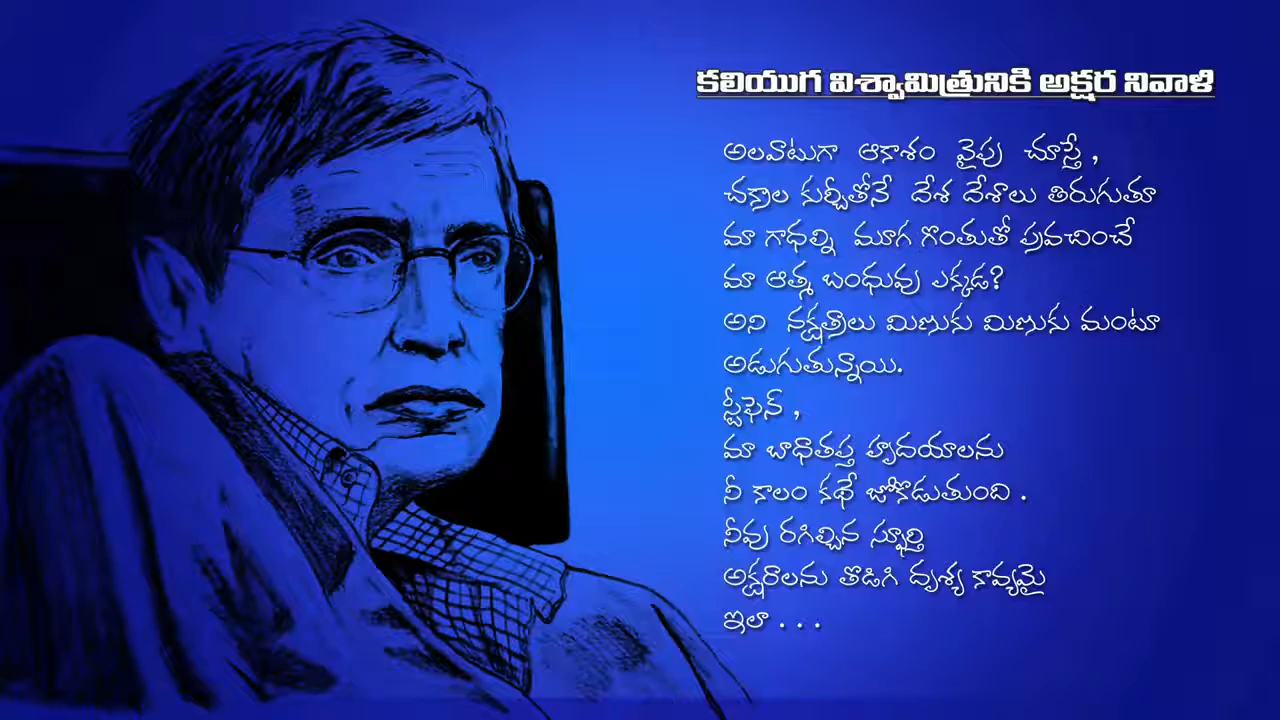 కలియుగ విశ్వామిత్రునికి అక్షర నివాళి
అలవాటుగా ఆకాశం వైపు చూస్తే ,
చక్రాల కుర్చీతోనే దేశ దేశాలు తిరుగుతూ
మా గాధల్ని మూగ గొంతుతో ప్రవచించే
మా ఆత్మ బంధువు ఎక్కడ?
అని నక్షత్రాలు మిణుకు మిణుకు మంటూ
అడుగుతున్నాయి.
స్టీఫెన్ ,
మా బాధాతప్త హృదయాలను
నీ కాలం కథే జోకొడుతుంది .
నీవు రగిల్చిన స్ఫూర్తి
అక్షరాలను తొడిగి దృశ్య కావ్యమై
ఇలా . . .